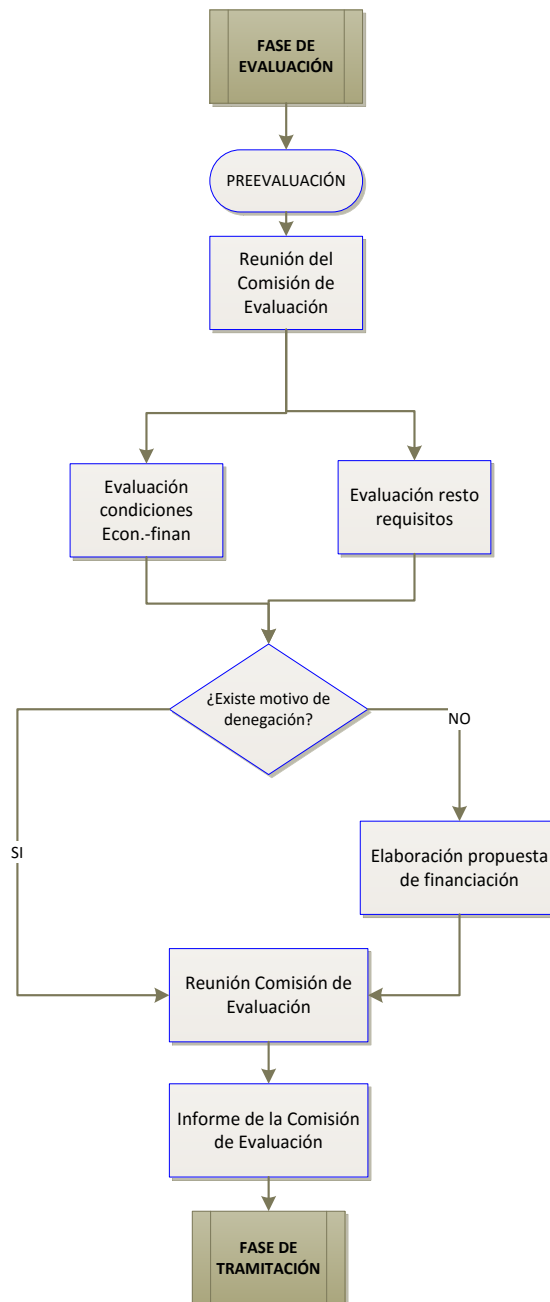 FASE DE
EVALUACIÓN
PREEVALUACIÓN
Reunión del
Comisión de
Evaluación
Evaluación
condiciones
Econ.-finan
Evaluación resto
requisitos
¿Existe motivo de
denegación?
NO
SI
Elaboración propuesta
de financiación
Reunión Comisión de
Evaluación
Informe de la Comisión
de Evaluación
FASE DE
TRAMITACIÓN